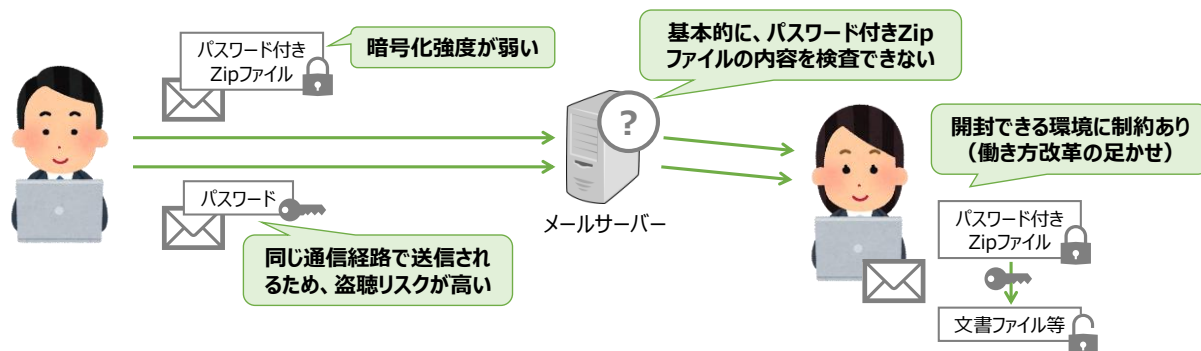 パスワード付き
Zipファイル
暗号化強度が弱い
基本的に、パスワード付きZip
ファイルの内容を検査できない
?
開封できる環境に制約あり
（働き方改革の足かせ）
パスワード
メールサーバー
同じ通信経路で送信され
るため、盗聴リスクが高い
パスワード付き
Zipファイル
文書ファイル等